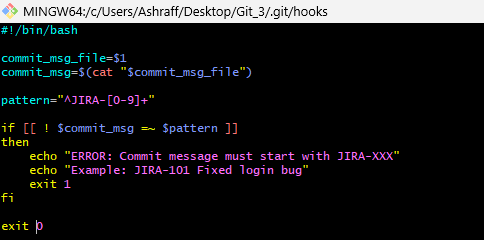 MINGW64:/c/Users/Ashraff/Desktop/Git_3/.git/hooks
#!/bin/bash
commit_msg_file=$1
commit_msg=$(cat "$commit_msg_file")
pattern="^JIRA-[0-9]+"
if [[ ! $commit_msg =~ $pattern ]]
then
    echo "ERROR: Commit message must start with JIRA-XXX"
    echo "Example: JIRA-101 Fixed login bug"
    exit 1
fi
exit 0